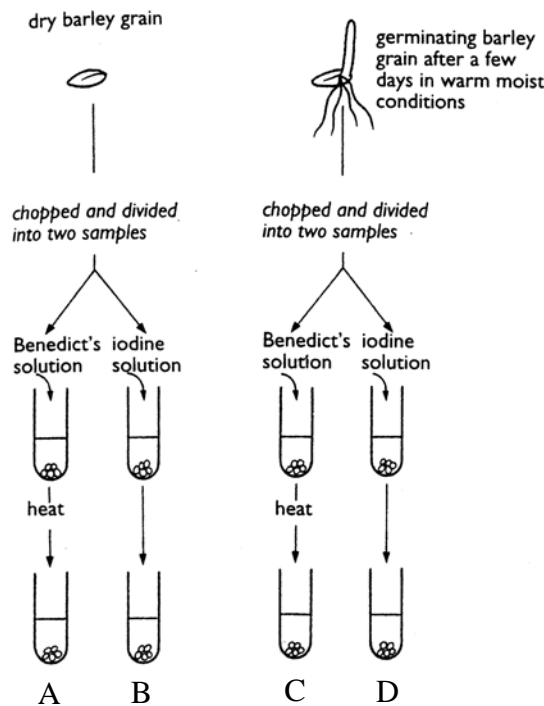 dry barley grain
germinating barley
grain after a few
days in warm moist
conditions
chopped and divided
into two samples
chopped and divided
into two samples
Benedict's
solution
iodine
solution
Benedict's
solution
iodine
solution
heat
heat
A B C D